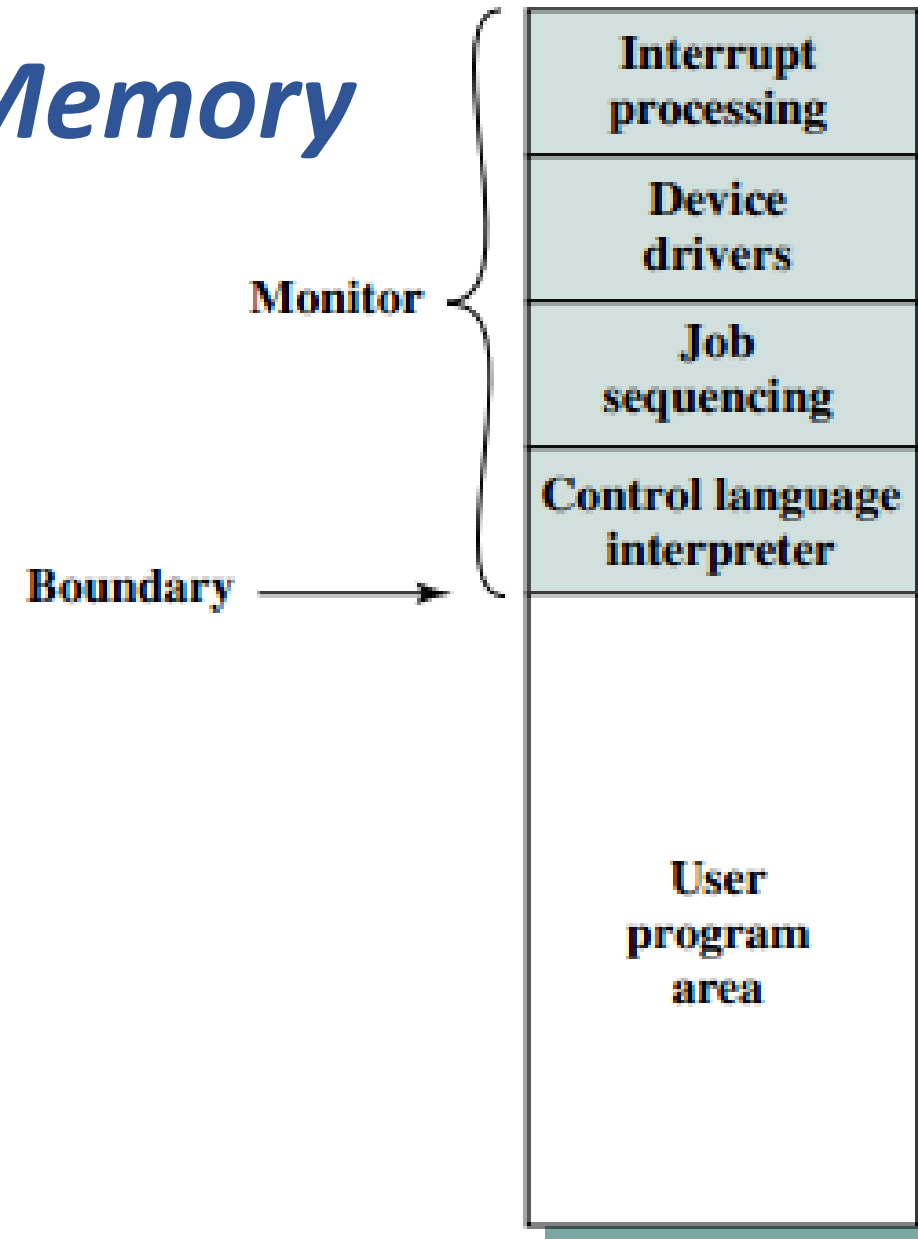 Memory
Interrupt
processing
Device
drivers
Monitor
Job
sequencing
Control language
interpreter
Boundary
User
program
area